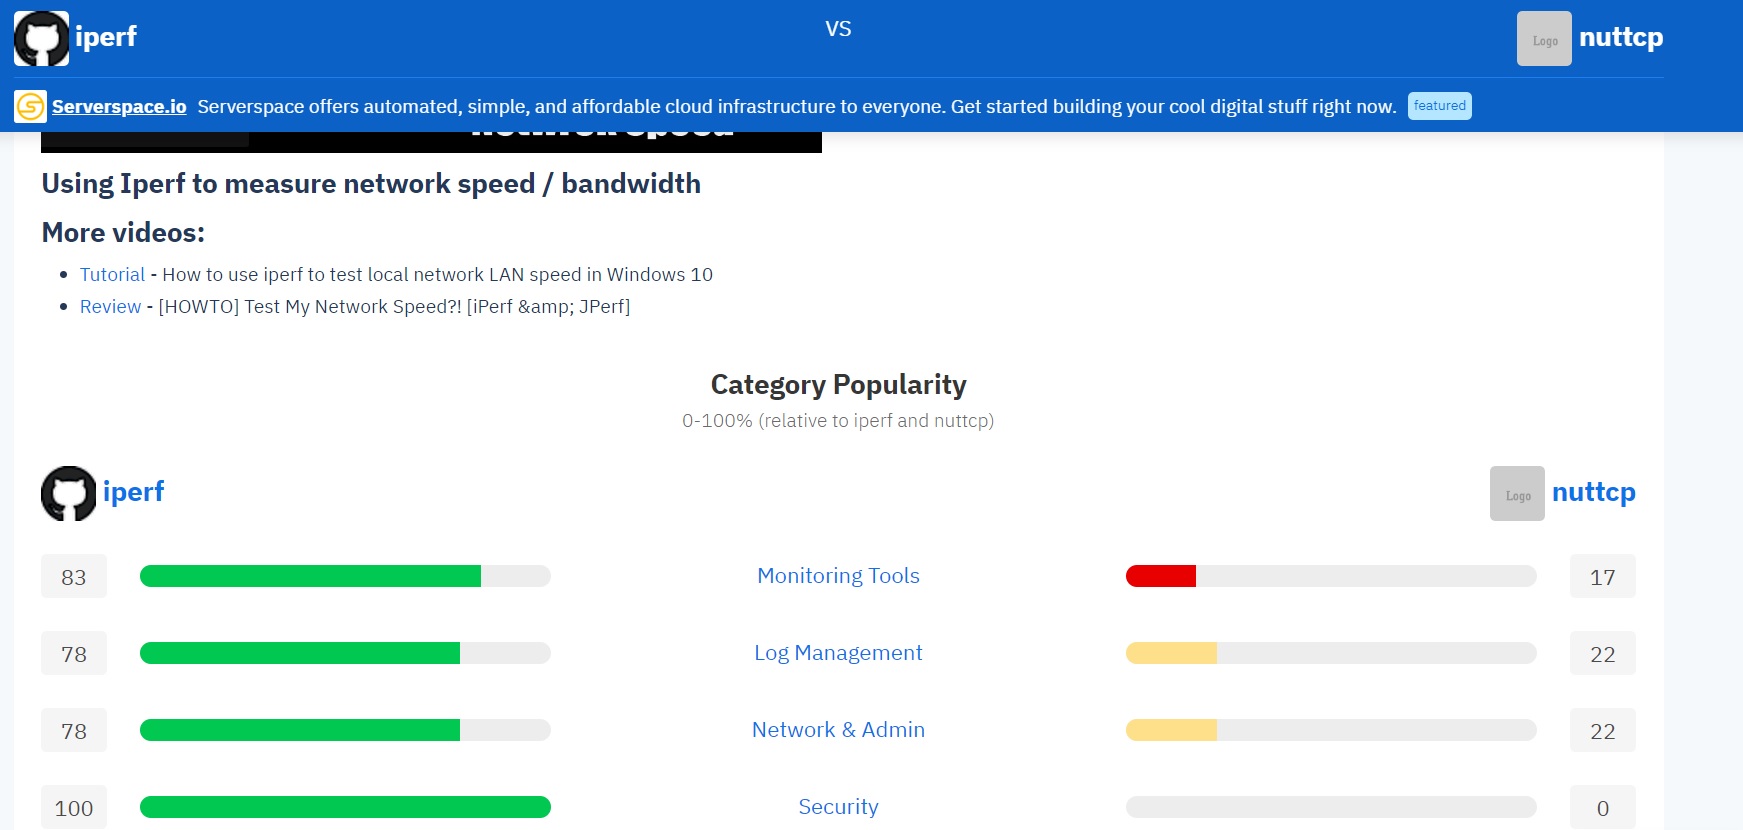 iperf
VS
Logo
nuttcp
Serverspace.io Serverspace offers automated, simple, and affordable cloud infrastructure to everyone. Get started building your cool digital stuff right now. featured
Using Iperf to measure network speed / bandwidth
More videos:
Tutorial - How to use iperf to test local network LAN speed in Windows 10
Review - [HOWTO] Test My Network Speed?! [iPerf &amp; JPerf]
Category Popularity
0-100% (relative to iperf and nuttcp)
iperf
Logo
nuttcp
83 Monitoring Tools 17
78 Log Management 22
78 Network & Admin 22
100 Security 0